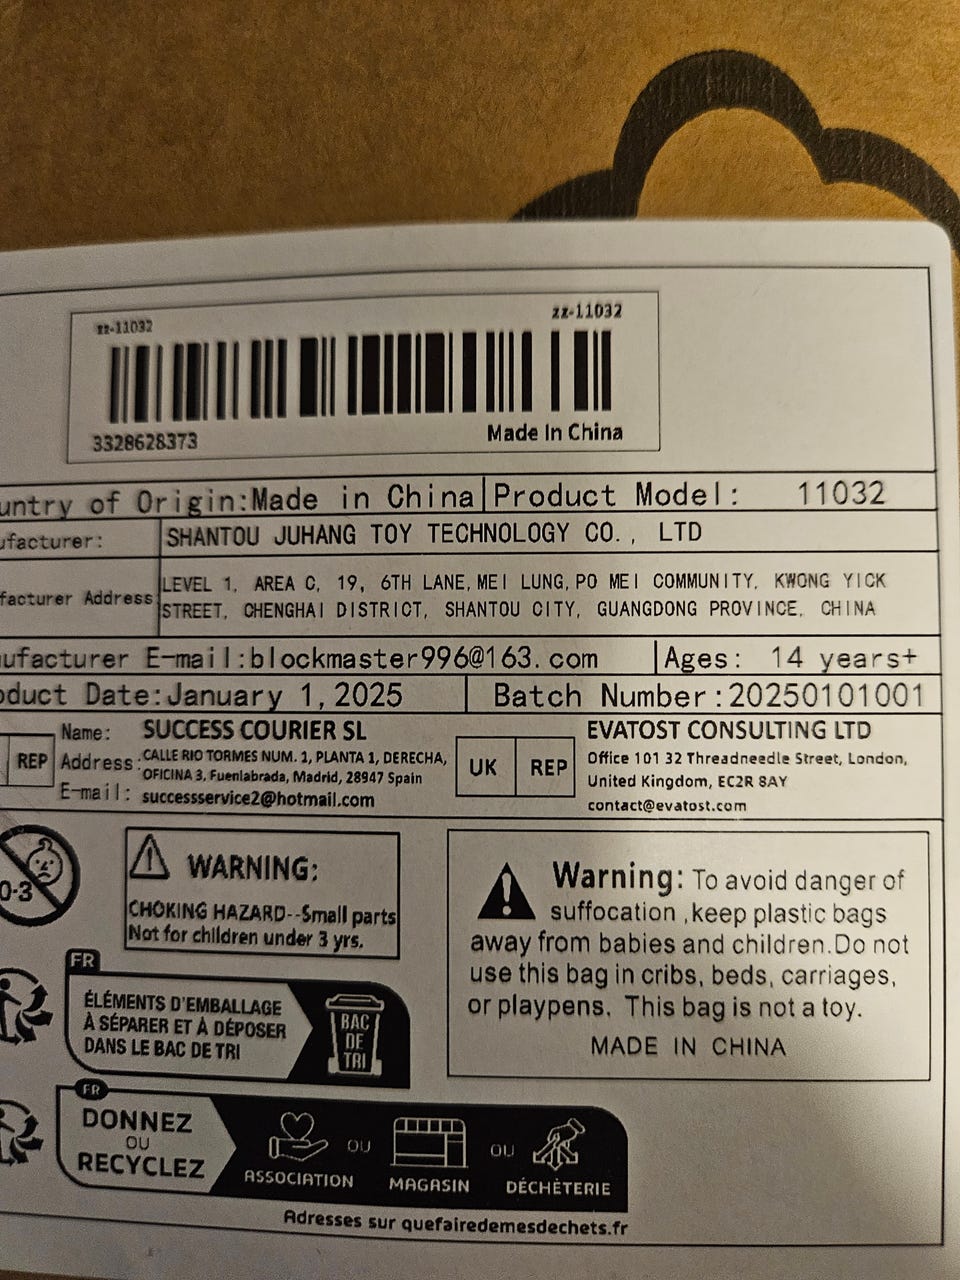 zz-11032
zz-11032
3328628373
Made In China
untry of Origin:Made in China
Product Model: 11032
ufacturer:
SHANTOU JUHANG TOY TECHNOLOGY CO., LTD
facturer Address
LEVEL 1, AREA C, 19, 6TH LANE, MEI LUNG, PO MEI COMMUNITY, KWONG YICK
STREET, CHENGHAI DISTRICT, SHANTOU CITY, GUANGDONG PROVINCE, CHINA
ufacturer E-mail:blockmaster996@163.com
Ages: 14 years+
oduct Date:January 1,2025
Batch Number:20250101001
REP
Name: SUCCESS COURIER SL
Address: CALLE RIO TORMES NUM. 1, PLANTA 1, DERECHA,
OFICINA 3, Fuenlabrada, Madrid, 28947 Spain
E-mail: successservice2@hotmail.com
UK REP
EVATOST CONSULTING LTD
Office 101 32 Threadneedle Street, London,
United Kingdom, EC2R 8AY
contact@evatost.com
0-3
WARNING:
CHOKING HAZARD--Small parts
Not for children under 3 yrs.
Warning: To avoid danger of
suffocation ,keep plastic bags
away from babies and children.Do not
use this bag in cribs, beds, carriages,
or playpens. This bag is not a toy.
MADE IN CHINA
FR
ÉLÉMENTS D'EMBALLAGE
À SÉPARER ET À DÉPOSER
DANS LE BAC DE TRI
BAC
DE
TRI
FR
DONNEZ
OU
RECYCLEZ
ASSOCIATION
OU
MAGASIN
OU
DÉCHÈTERIE
Adresses sur quefairedemesdechets.fr